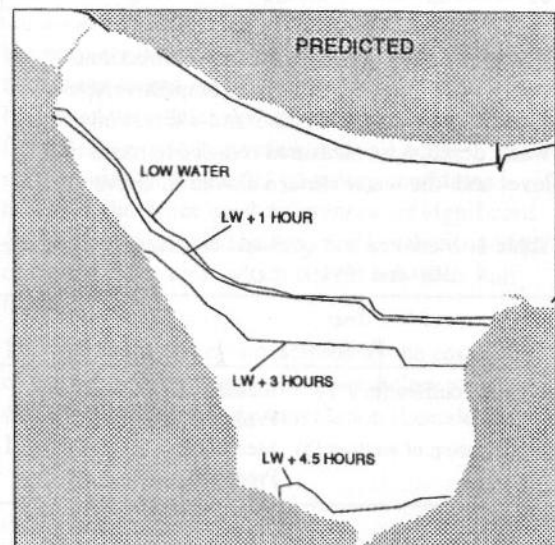 PREDICTED
LOW WATER
LW + 1 HOUR
LW + 3 HOURS
LW + 4.5 HOURS